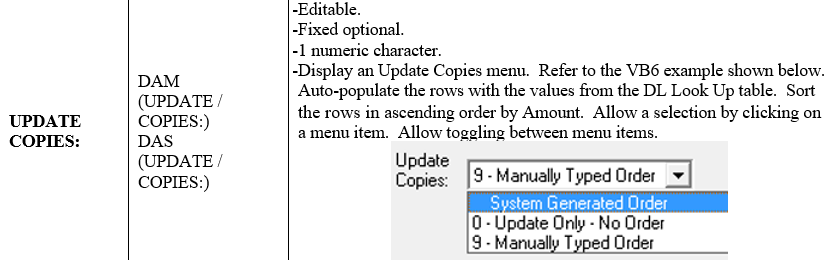 UPDATE
COPIES:
DAM
(UPDATE /
COPIES:)
DAS
(UPDATE /
COPIES:)
-Editable.
-Fixed optional.
-1 numeric character.
-Display an Update Copies menu.  Refer to the VB6 example shown below.
Auto-populate the rows with the values from the DL Look Up table.  Sort
the rows in ascending order by Amount.  Allow a selection by clicking on
a menu item.  Allow toggling between menu items.
Update
Copies:
9 - Manually Typed Order
System Generated Order
0 - Update Only - No Order
9 - Manually Typed Order